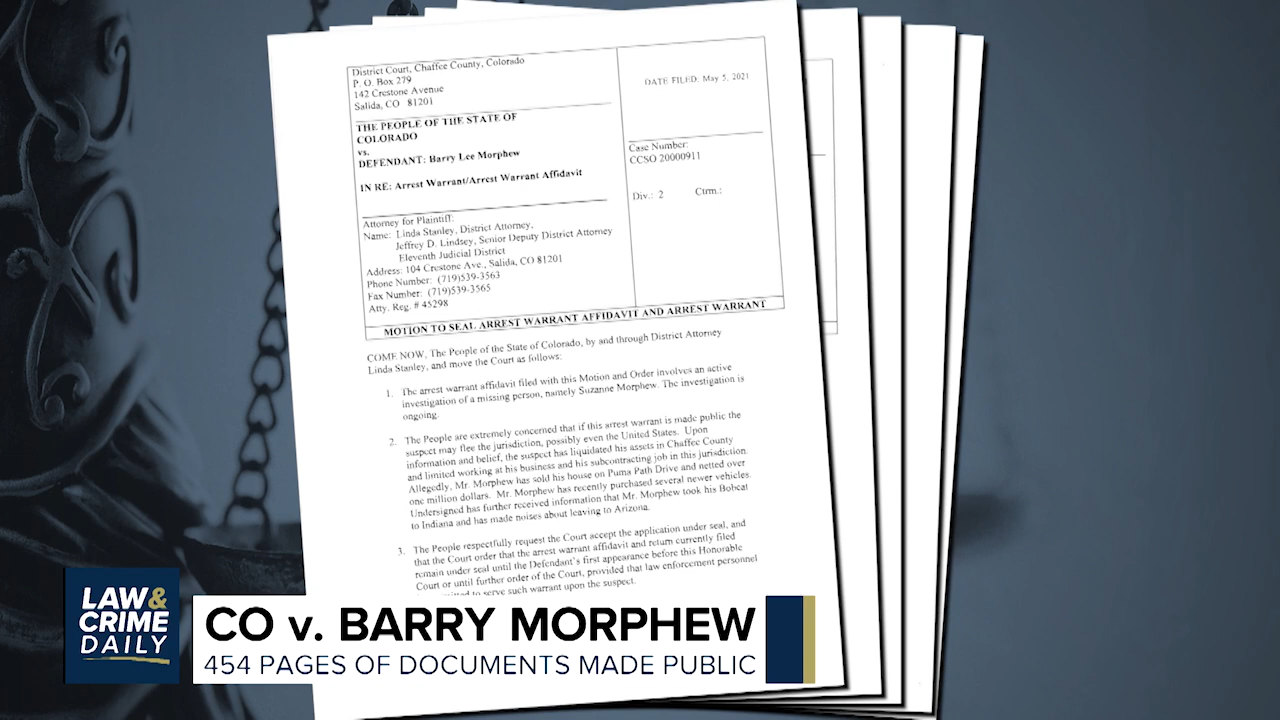 District Court, Chaffee County, Colorado
P. O. Box 279
142 Crestone Avenue
Salida, CO 81201
THE PEOPLE OF THE STATE OF
COLORADO
vs.
DEFENDANT: Barry Lee Morphew
IN RE: Arrest Warrant/Arrest Warrant Affidavit
DATE FILED: May 5, 2021
Case Number:
CCSO 20000911
Div.: 2 Ctrm.:
Attorney for Plaintiff:
Name: Linda Stanley, District Attorney,
Jeffrey D. Lindsey, Senior Deputy District Attorney
Eleventh Judicial District
Address: 104 Crestone Ave., Salida, CO 81201
Phone Number: (719)539-3563
Fax Number: (719)539-3565
Atty. Reg. # 45298
MOTION TO SEAL ARREST WARRANT AFFIDAVIT AND ARREST WARRANT
COME NOW, The People of the State of Colorado, by and through District Attorney
Linda Stanley, and move the Court as follows:
1. The arrest warrant affidavit filed with this Motion and Order involves an active
investigation of a missing person, namely Suzanne Morphew. The investigation is
ongoing.
2. The People are extremely concerned that if this arrest warrant is made public the
suspect may flee the jurisdiction, possibly even the United States. Upon
information and belief, the suspect has liquidated his assets in Chaffee County
and limited working at his business and his subcontracting job in this jurisdiction.
Allegedly, Mr. Morphew has sold his house on Puma Path Drive and netted over
one million dollars. Mr. Morphew has recently purchased several newer vehicles.
Undersigned has further received information that Mr. Morphew took his Bobcat
to Indiana and has made noises about leaving to Arizona.
3. The People respectfully request the Court accept the application under seal, and
that the Court order that the arrest warrant affidavit and return currently filed
remain under seal until the Defendant's first appearance before this Honorable
Court or until further order of the Court, provided that law enforcement personnel
to serve such warrant upon the suspect.
LAW&
CRIME
DAILY
CO v. BARRY MORPHEW
454 PAGES OF DOCUMENTS MADE PUBLIC